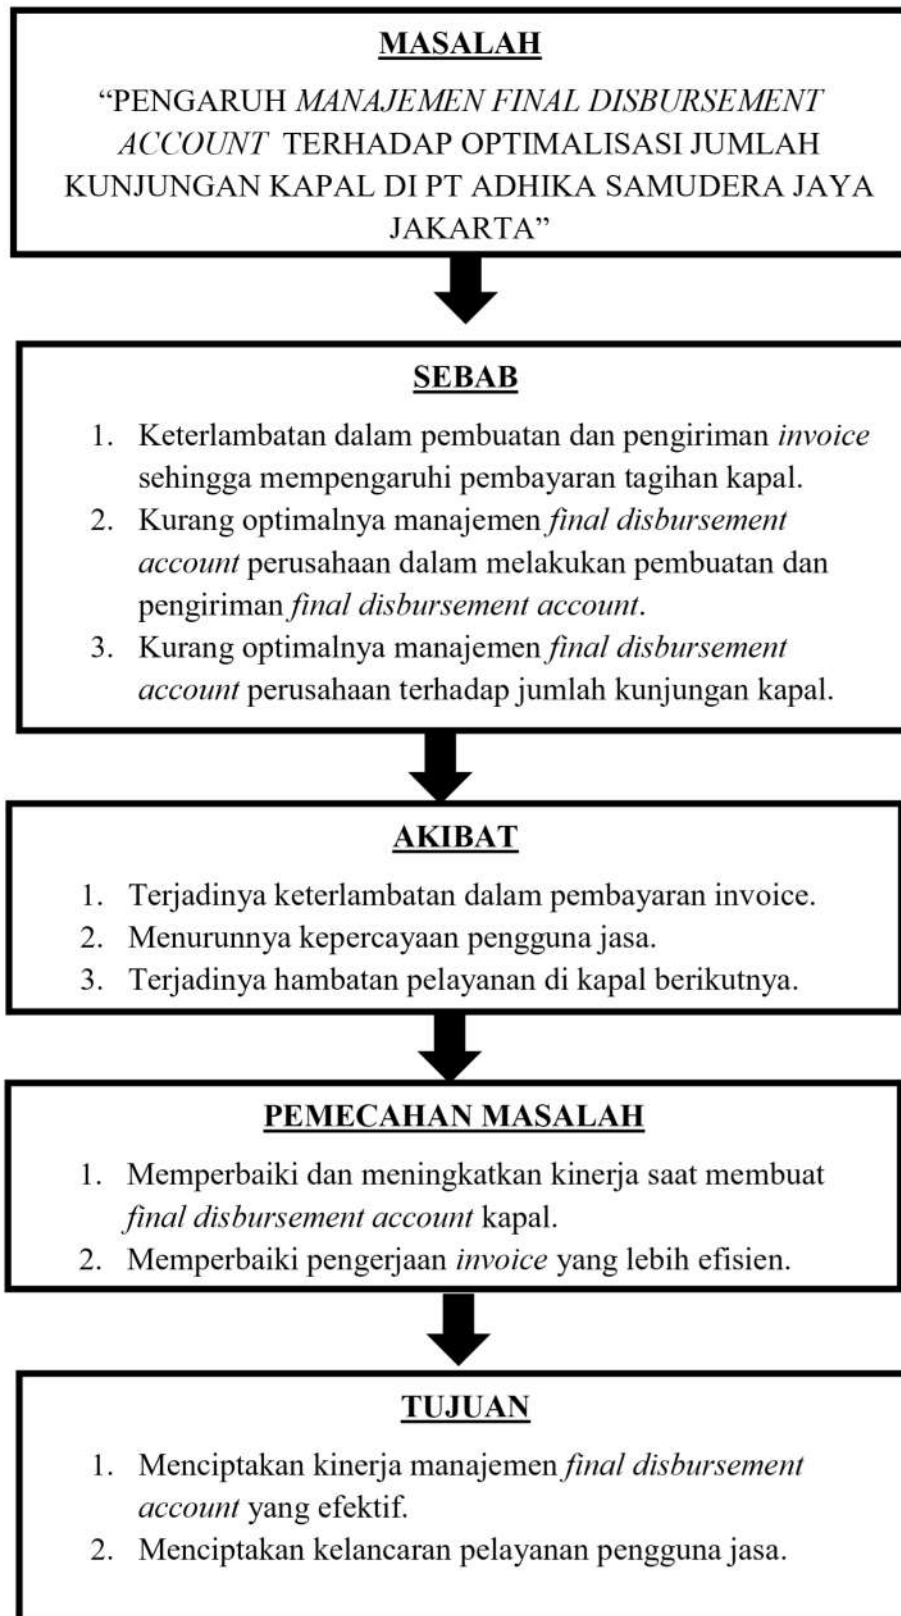 MASALAH
“PENGARUH MANAJEMEN FINAL DISBURSEMENT
ACCOUNT TERHADAP OPTIMALISASI JUMLAH
KUNJUNGAN KAPAL DI PT ADHIKA SAMUDERA JAYA
JAKARTA”
SEBAB
1. Keterlambatan dalam pembuatan dan pengiriman invoice
sehingga mempengaruhi pembayaran tagihan kapal.
2. Kurang optimalnya manajemen final disbursement
account perusahaan dalam melakukan pembuatan dan
pengiriman final disbursement account.
3. Kurang optimalnya manajemen final disbursement
account perusahaan terhadap jumlah kunjungan kapal.
AKIBAT
1. Terjadinya keterlambatan dalam pembayaran invoice.
2. Menurunnya kepercayaan pengguna jasa.
3. Terjadinya hambatan pelayanan di kapal berikutnya.
PEMECAHAN MASALAH
1. Memperbaiki dan meningkatkan kinerja saat membuat
final disbursement account kapal.
2. Memperbaiki pengerjaan invoice yang lebih efisien.
TUJUAN
1. Menciptakan kinerja manajemen final disbursement
account yang efektif.
2. Menciptakan kelancaran pelayanan pengguna jasa.